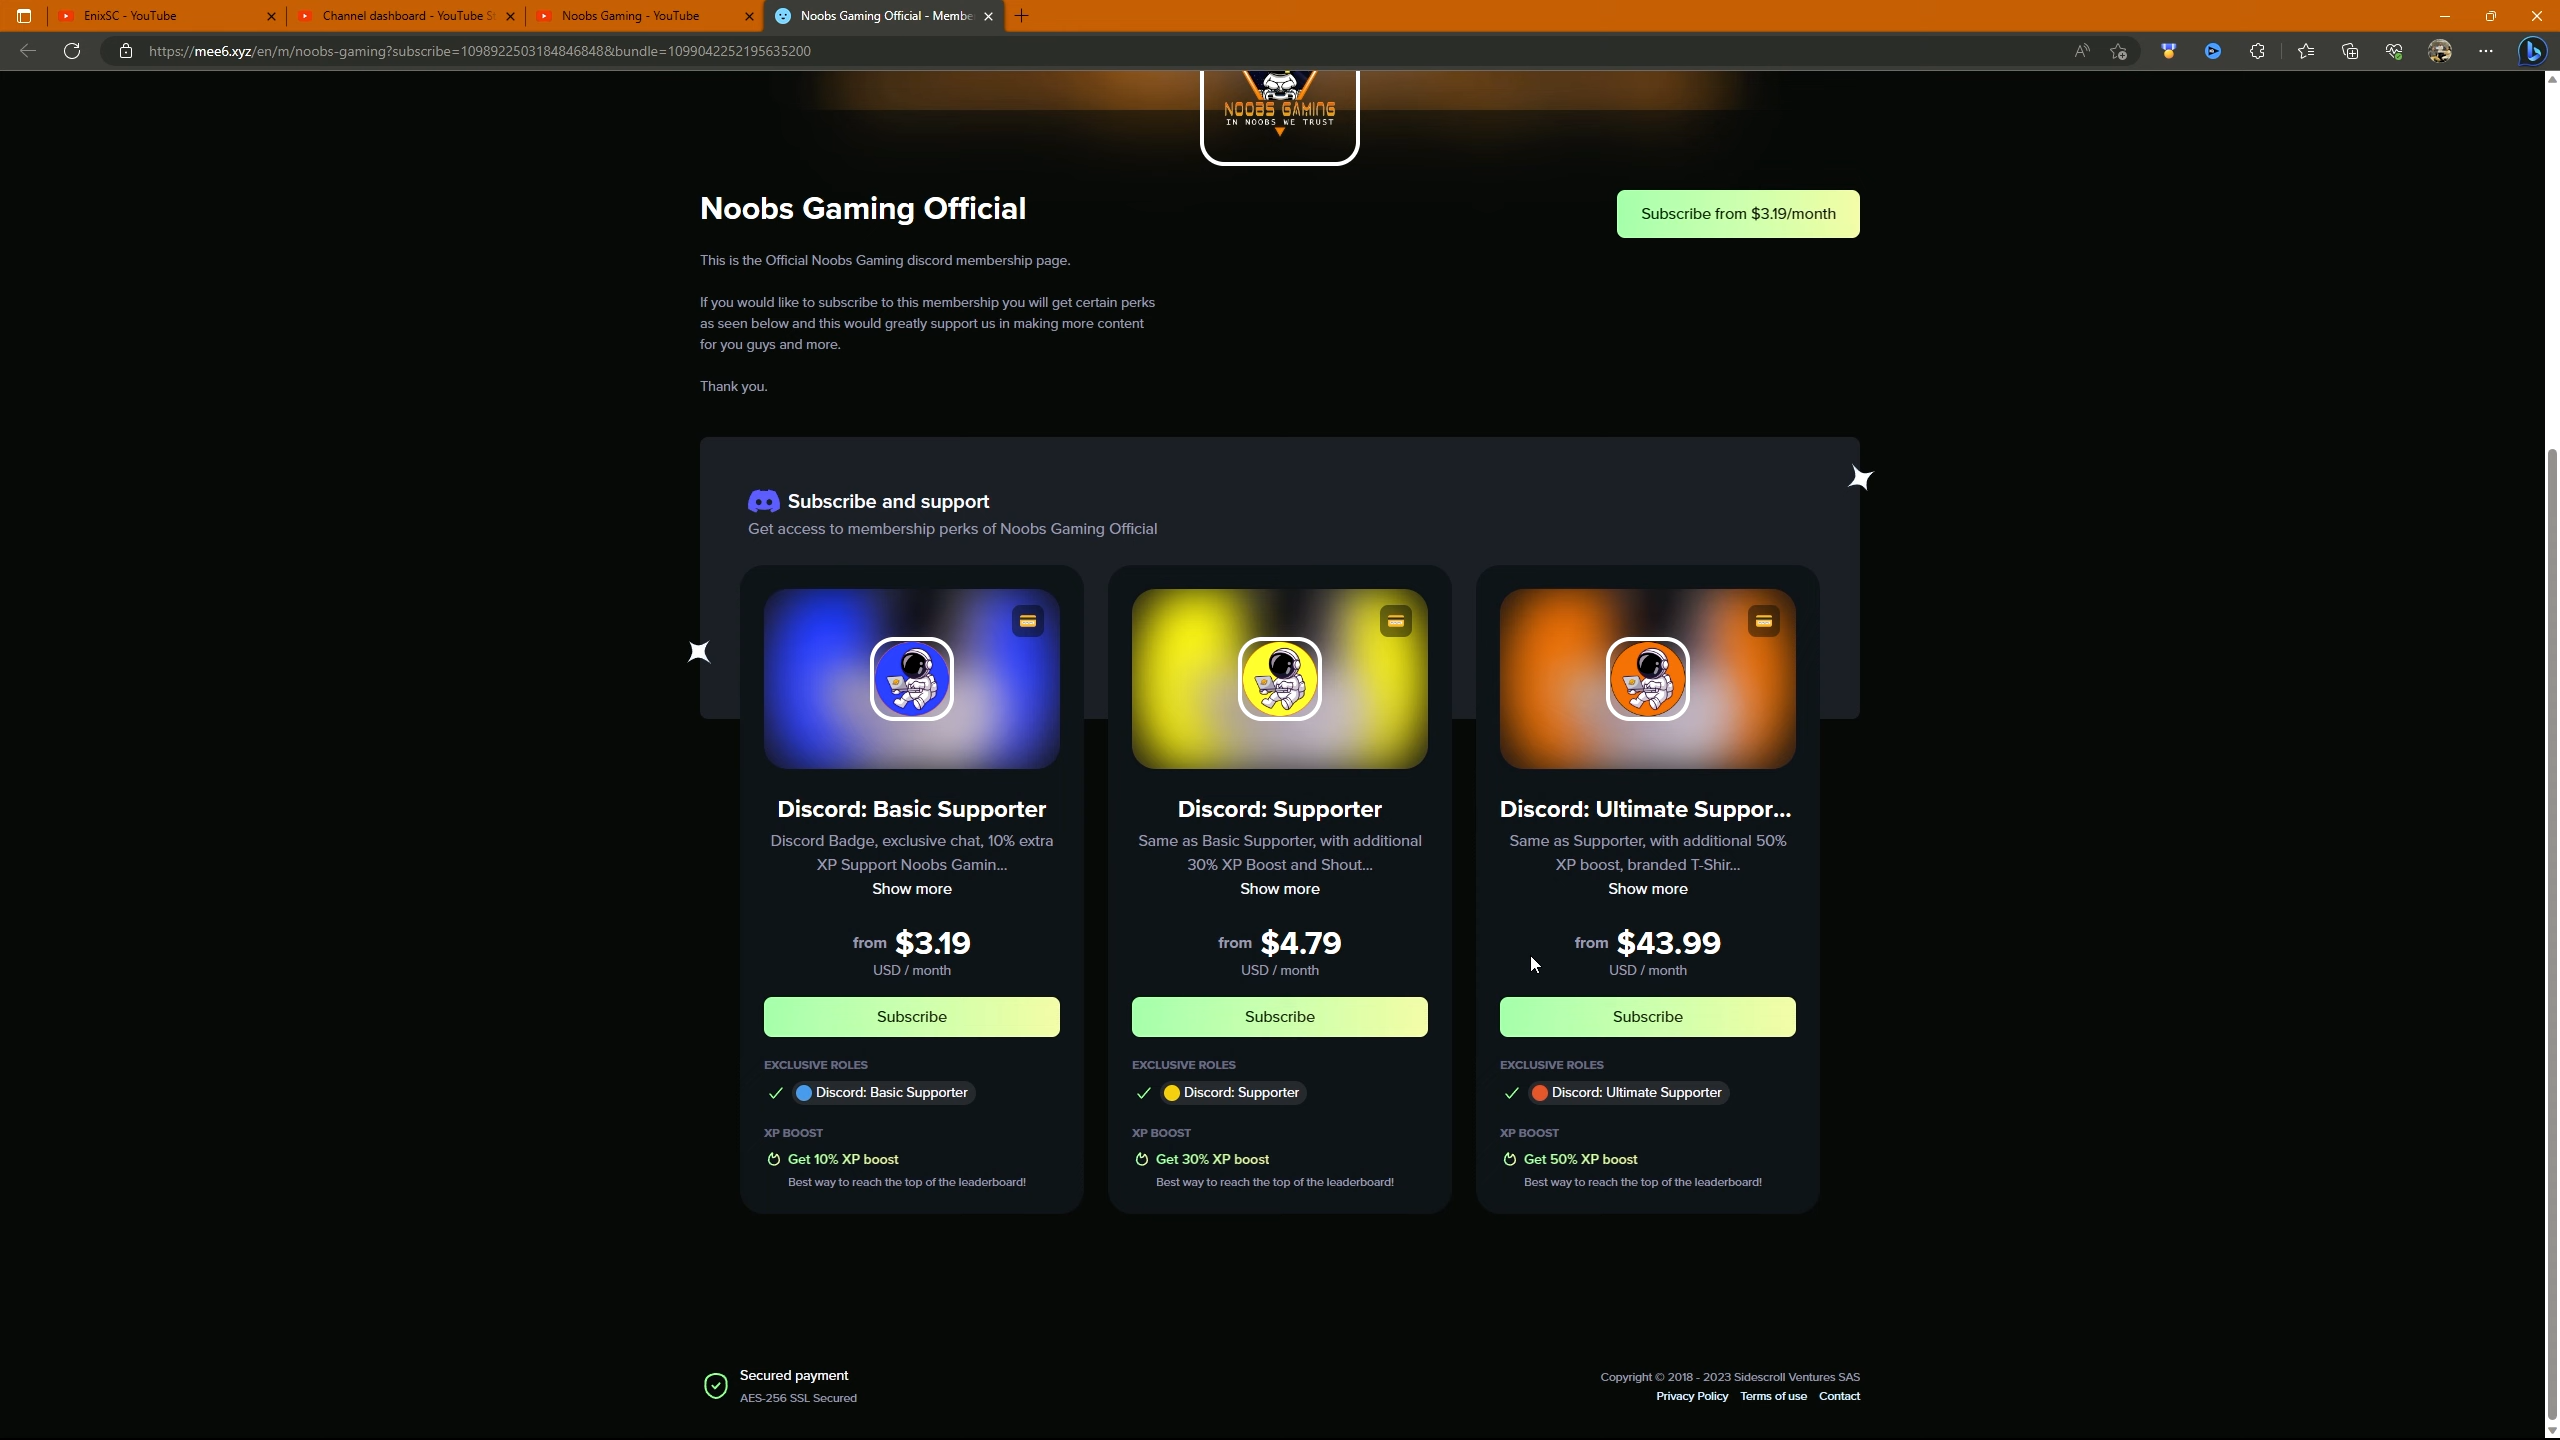 EnixSC - YouTube
Channel dashboard - YouTube St
Noobs Gaming - YouTube
Noobs Gaming Official - Membe
https://mee6.xyz/en/m/noobs-gaming?subscribe=1098922503184846848&bundle=1099042252195635200
NOOBS GAMING
IN NOOBS WE TRUST
Noobs Gaming Official
Subscribe from $3.19/month
This is the Official Noobs Gaming discord membership page.
If you would like to subscribe to this membership you will get certain perks
as seen below and this would greatly support us in making more content
for you guys and more.
Thank you.
Subscribe and support
Get access to membership perks of Noobs Gaming Official
Discord: Basic Supporter
Discord Badge, exclusive chat, 10% extra
XP Support Noobs Gamin...
Show more
from $3.19
USD / month
Subscribe
EXCLUSIVE ROLES
Discord: Basic Supporter
XP BOOST
Get 10% XP boost
Best way to reach the top of the leaderboard!
Discord: Supporter
Same as Basic Supporter, with additional
30% XP Boost and Shout...
Show more
from $4.79
USD / month
Subscribe
EXCLUSIVE ROLES
Discord: Supporter
XP BOOST
Get 30% XP boost
Best way to reach the top of the leaderboard!
Discord: Ultimate Suppor...
Same as Supporter, with additional 50%
XP boost, branded T-Shir...
Show more
from $43.99
USD / month
Subscribe
EXCLUSIVE ROLES
Discord: Ultimate Supporter
XP BOOST
Get 50% XP boost
Best way to reach the top of the leaderboard!
Secured payment
AES-256 SSL Secured
Copyright © 2018 - 2023 Sidescroll Ventures SAS
Privacy Policy Terms of use Contact